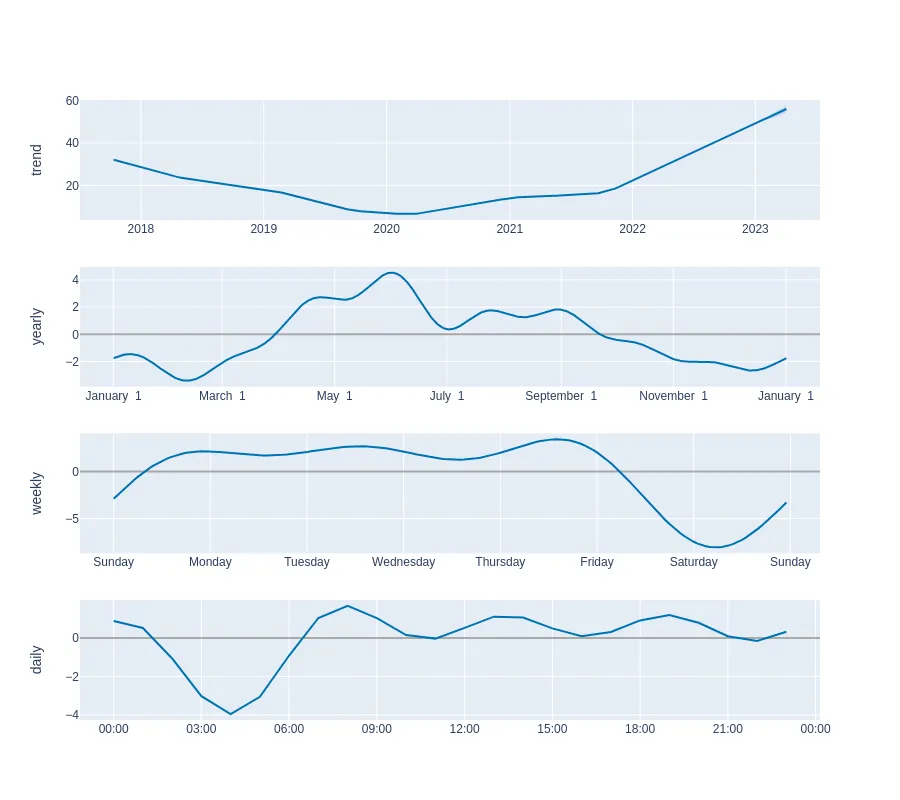 trend
60
40
20
2018 2019 2020 2021 2022 2023
yearly
4
2
0
−2
January 1 March 1 May 1 July 1 September 1 November 1 January 1
weekly
0
−5
Sunday Monday Tuesday Wednesday Thursday Friday Saturday Sunday
daily
0
−2
−4
00:00 03:00 06:00 09:00 12:00 15:00 18:00 21:00 00:00